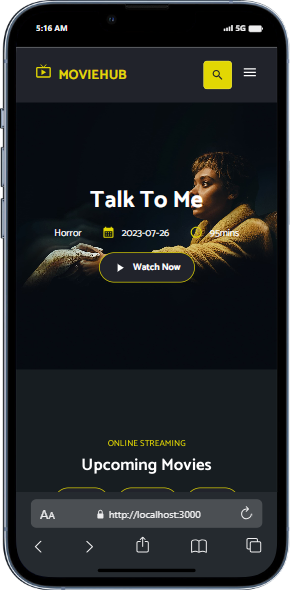 5:16 AM
5G
MOVIEHUB
Talk To Me
Horror 2023-07-26 95mins
Watch Now
ONLINE STREAMING
Upcoming Movies
AA http://localhost:3000